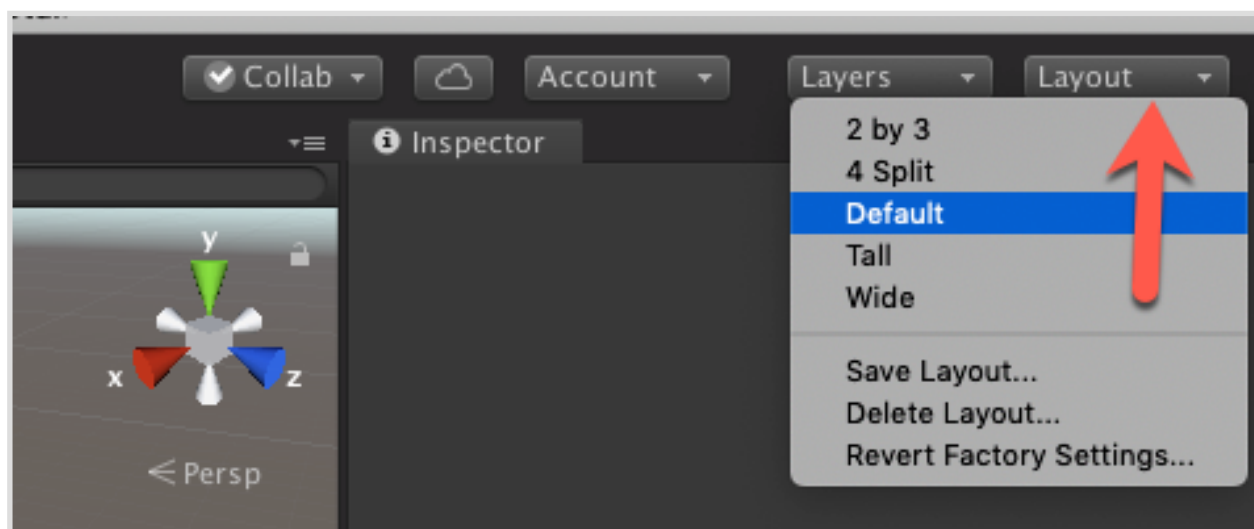 Collab
Account
Layers
Layout
Inspector
2 by 3
4 Split
Default
Tall
Wide
Save Layout...
Delete Layout...
Revert Factory Settings...
y
x
z
Persp